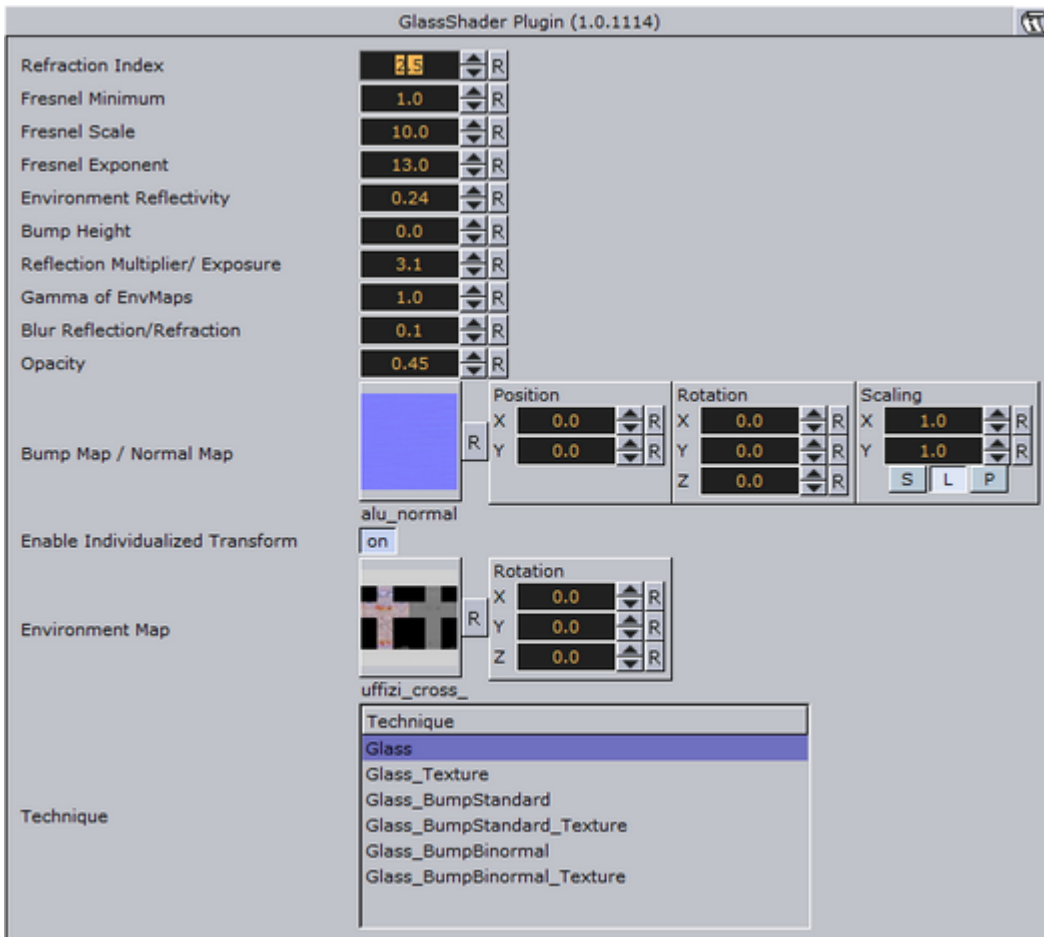 GlassShader Plugin (1.0.1114)
Refraction Index 2.5 R
Fresnel Minimum 1.0 R
Fresnel Scale 10.0 R
Fresnel Exponent 13.0 R
Environment Reflectivity 0.24 R
Bump Height 0.0 R
Reflection Multiplier/ Exposure 3.1 R
Gamma of EnvMaps 1.0 R
Blur Reflection/Refraction 0.1 R
Opacity 0.45 R
Position Rotation Scaling
X 0.0 R X 0.0 R X 1.0 R
Bump Map / Normal Map R Y 0.0 R Y 0.0 R Y 1.0 R
Z 0.0 R S L P
alu_normal
Enable Individualized Transform on
Rotation
X 0.0 R
Environment Map R Y 0.0 R
Z 0.0 R
uffizi_cross_
Technique
Glass
Glass_Texture
Glass_BumpStandard
Technique
Glass_BumpStandard_Texture
Glass_BumpBinormal
Glass_BumpBinormal_Texture